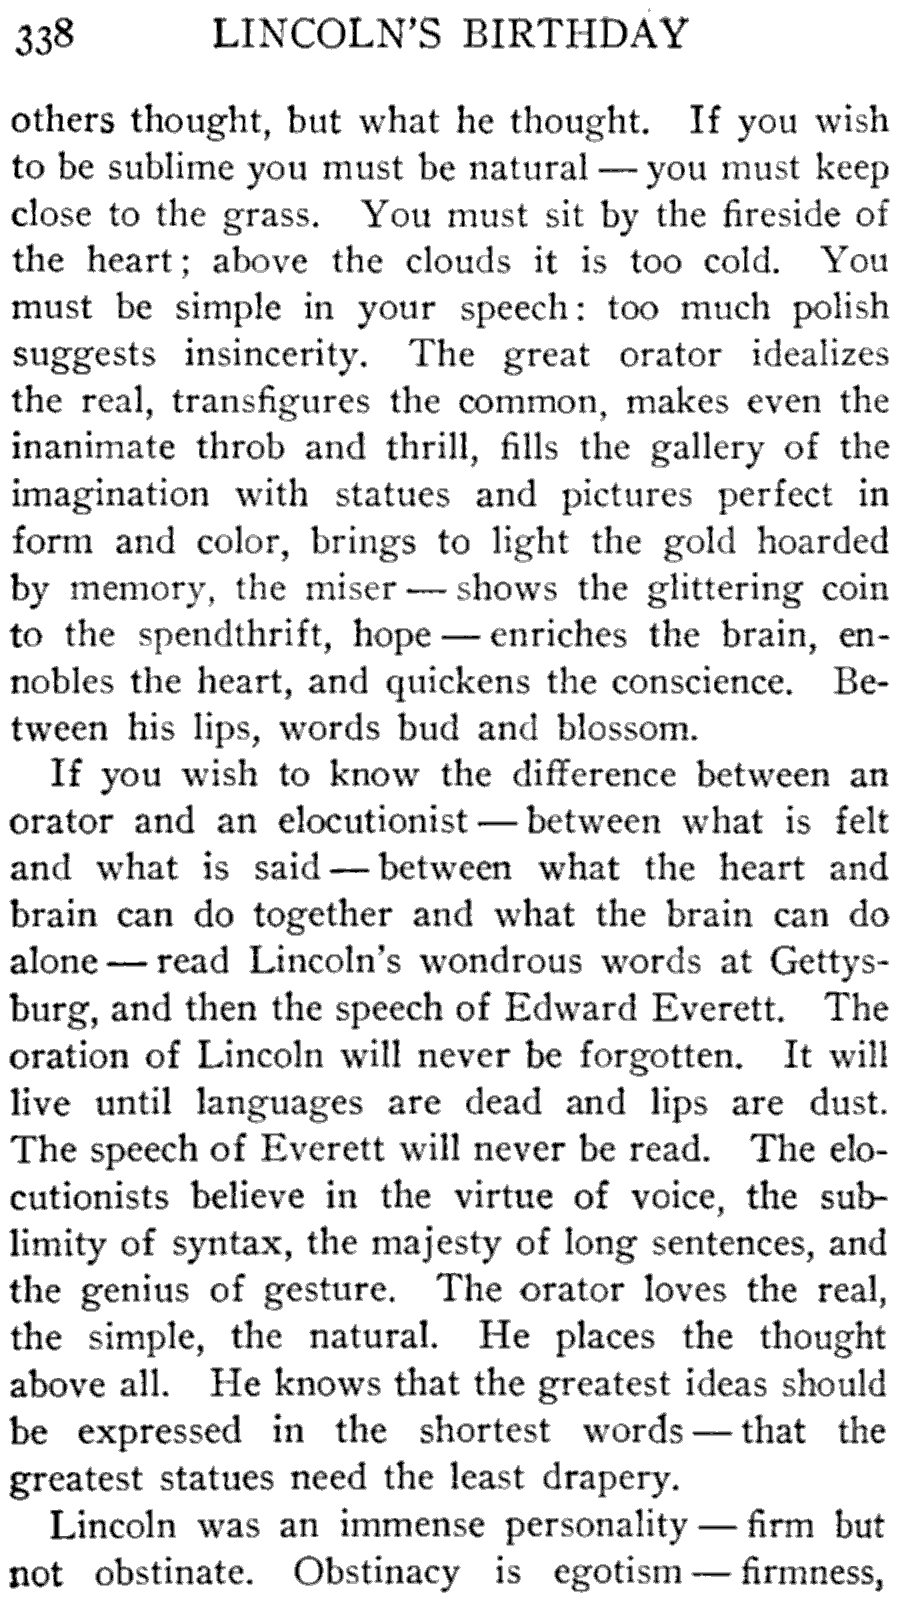 338 LINCOLN'S BIRTHDAY
others thought, but what he thought. If you wish
to be sublime you must be natural — you must keep
close to the grass. You must sit by the fireside of
the heart; above the clouds it is too cold. You
must be simple in your speech: too much polish
suggests insincerity. The great orator idealizes
the real, transfigures the common, makes even the
inanimate throb and thrill, fills the gallery of the
imagination with statues and pictures perfect in
form and color, brings to light the gold hoarded
by memory, the miser — shows the glittering coin
to the spendthrift, hope — enriches the brain, en-
nobles the heart, and quickens the conscience. Be-
tween his lips, words bud and blossom.
If you wish to know the difference between an
orator and an elocutionist — between what is felt
and what is said — between what the heart and
brain can do together and what the brain can do
alone — read Lincoln's wondrous words at Gettys-
burg, and then the speech of Edward Everett. The
oration of Lincoln will never be forgotten. It will
live until languages are dead and lips are dust.
The speech of Everett will never be read. The elo-
cutionists believe in the virtue of voice, the sub-
limity of syntax, the majesty of long sentences, and
the genius of gesture. The orator loves the real,
the simple, the natural. He places the thought
above all. He knows that the greatest ideas should
be expressed in the shortest words — that the
greatest statues need the least drapery.
Lincoln was an immense personality — firm but
not obstinate. Obstinacy is egotism — firmness,